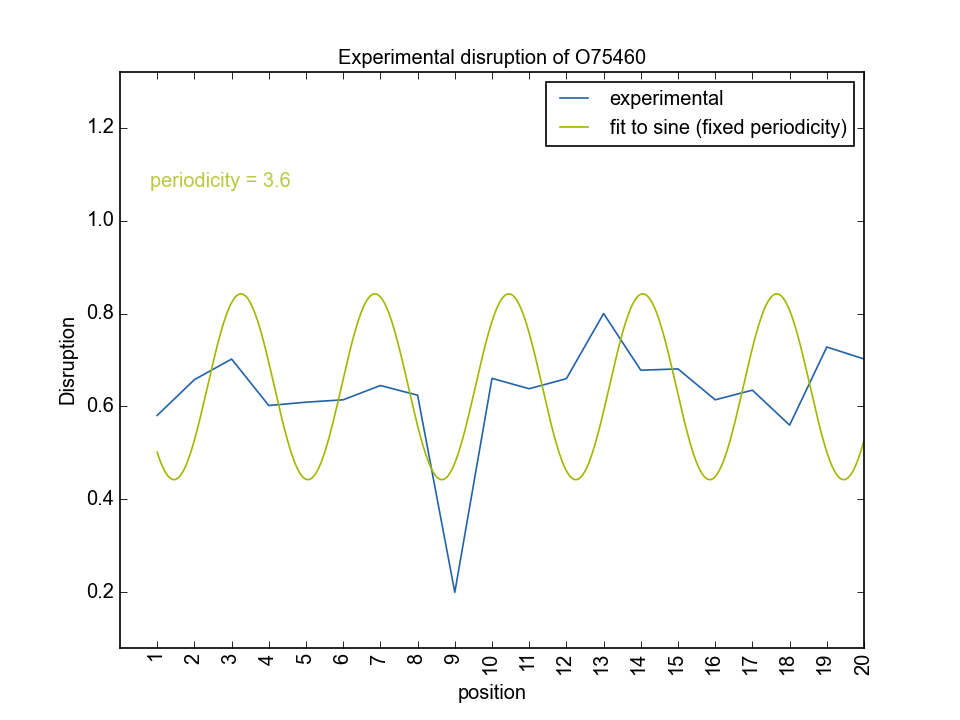 Experimental disruption of O75460
experimental
fit to sine (fixed periodicity)
periodicity = 3.6
Disruption
1.2
1.0
0.8
0.6
0.4
0.2
1 2 3 4 5 6 7 8 9 10 11 12 13 14 15 16 17 18 19 20
position